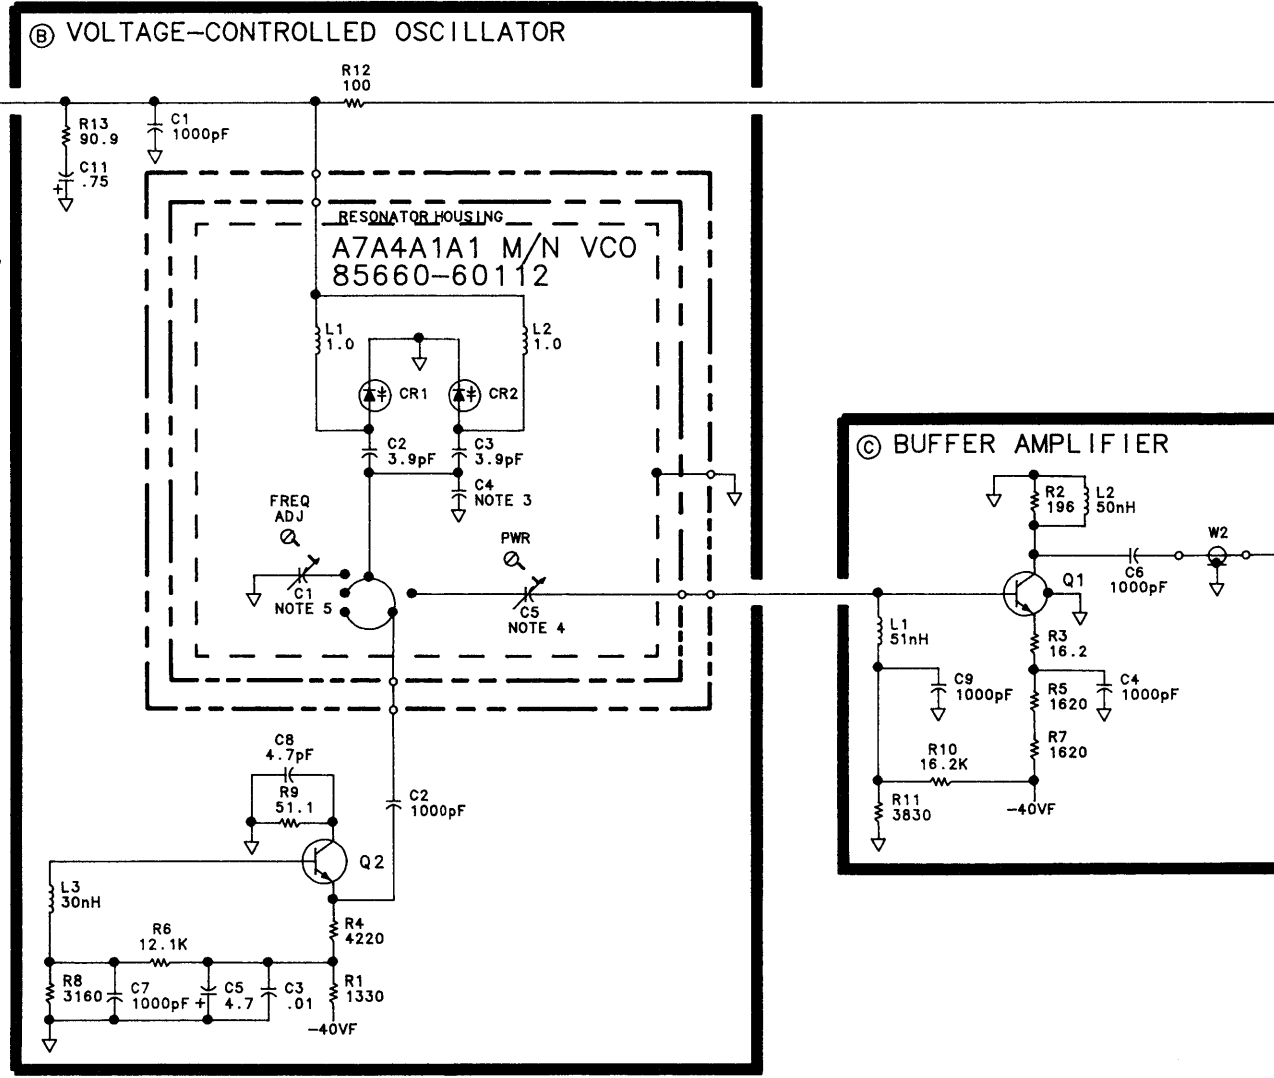 B VOLTAGE-CONTROLLED OSCILLATOR
R12
100
R13
90.9
C1
1000pF
C11
.75
+
RESONATOR HOUSING
A7A4A1A1 M/N VCO
85660-60112
L1
1.0
L2
1.0
CR1
CR2
C2
3.9pF
C3
3.9pF
C4
NOTE 3
FREQ
ADJ
PWR
C1
NOTE 5
C5
NOTE 4
C8
4.7pF
R9
51.1
C2
1000pF
Q2
L3
30nH
R4
4220
R6
12.1K
R8
3160
C7
1000pF
+
C5
4.7
C3
.01
R1
1330
-40VF
C BUFFER AMPLIFIER
R2
196
L2
50nH
W2
C6
1000pF
Q1
L1
51nH
R3
16.2
C9
1000pF
R5
1620
C4
1000pF
R7
1620
R10
16.2K
R11
3830
-40VF